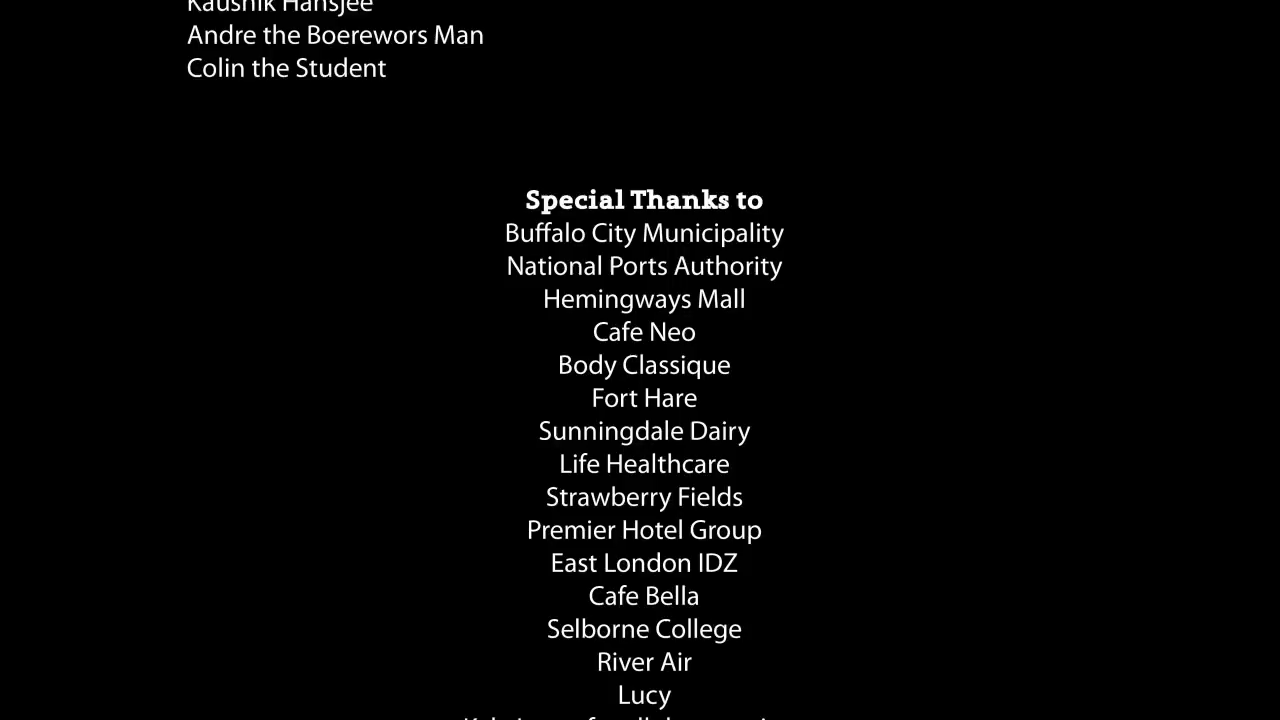 Kaushik Hansjee
Andre the Boerewors Man
Colin the Student
Special Thanks to
Buffalo City Municipality
National Ports Authority
Hemingways Mall
Cafe Neo
Body Classique
Fort Hare
Sunningdale Dairy
Life Healthcare
Strawberry Fields
Premier Hotel Group
East London IDZ
Cafe Bella
Selborne College
River Air
Lucy